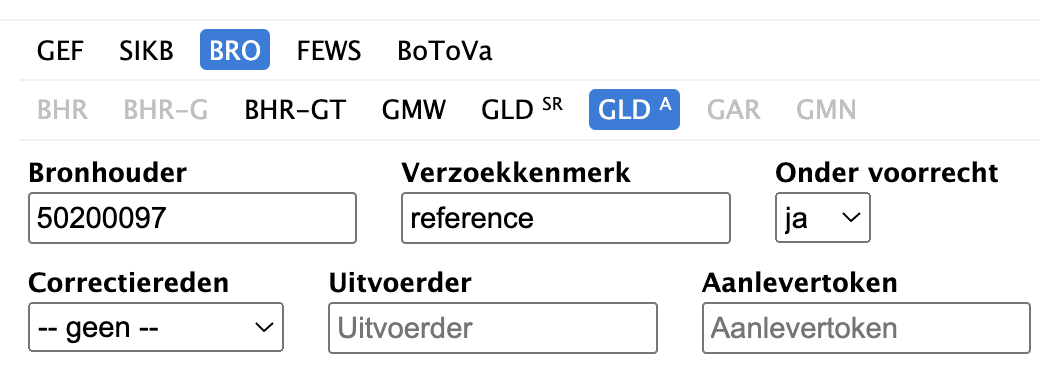 GEF SIKB BRO FEWS BoToVa
BHR BHR-G BHR-GT GMW GLD SR GLD A GAR GMN
Bronhouder Verzoekkenmerk Onder voorrecht
50200097 reference ja
Correctiereden Uitvoerder Aanlevertoken
-- geen -- Uitvoerder Aanlevertoken